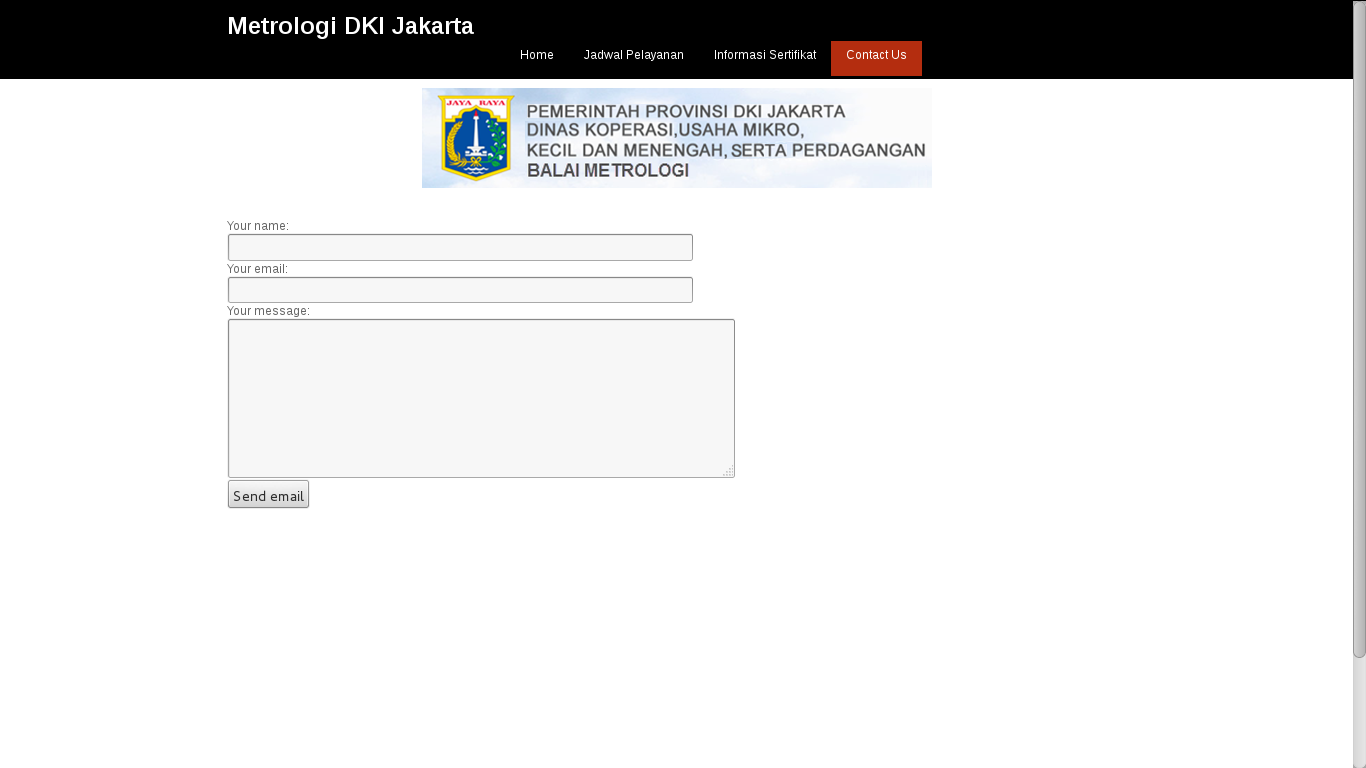 Metrologi DKI Jakarta
Home Jadwal Pelayanan Informasi Sertifikat Contact Us
JAYA RAYA
PEMERINTAH PROVINSI DKI JAKARTA
DINAS KOPERASI,USAHA MIKRO,
KECIL DAN MENENGAH, SERTA PERDAGANGAN
BALAI METROLOGI
Your name:
Your email:
Your message:
Send email